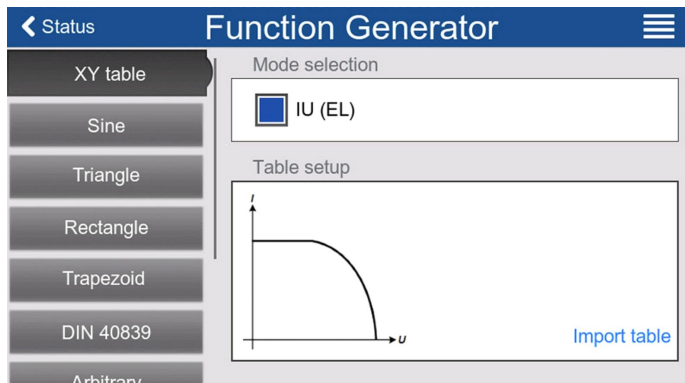 Status
Function Generator
XY table
Sine
Triangle
Rectangle
Trapezoid
DIN 40839
Arbitrary
Mode selection
IU (EL)
Table setup
I
U
Import table